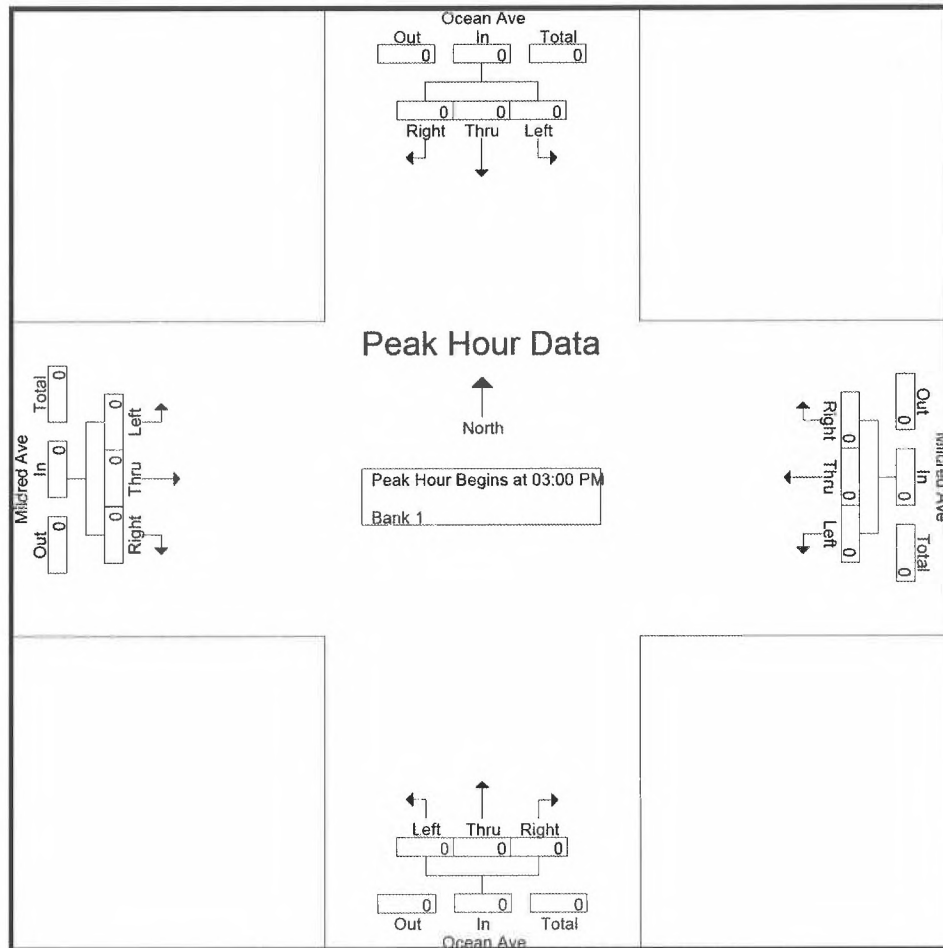 Ocean Ave
Out In Total
0 0 0
0 0 0
Right Thru Left
Peak Hour Data
North
Peak Hour Begins at 03:00 PM
Bank 1
Mildred Ave
Total In Out
0 0 0
0 0 0
Left Thru Right
Right Thru Left
0 0 0
0 0 0
Out In Total
Mildred Ave
Left Thru Right
0 0 0
0 0 0
Out In Total
Ocean Ave